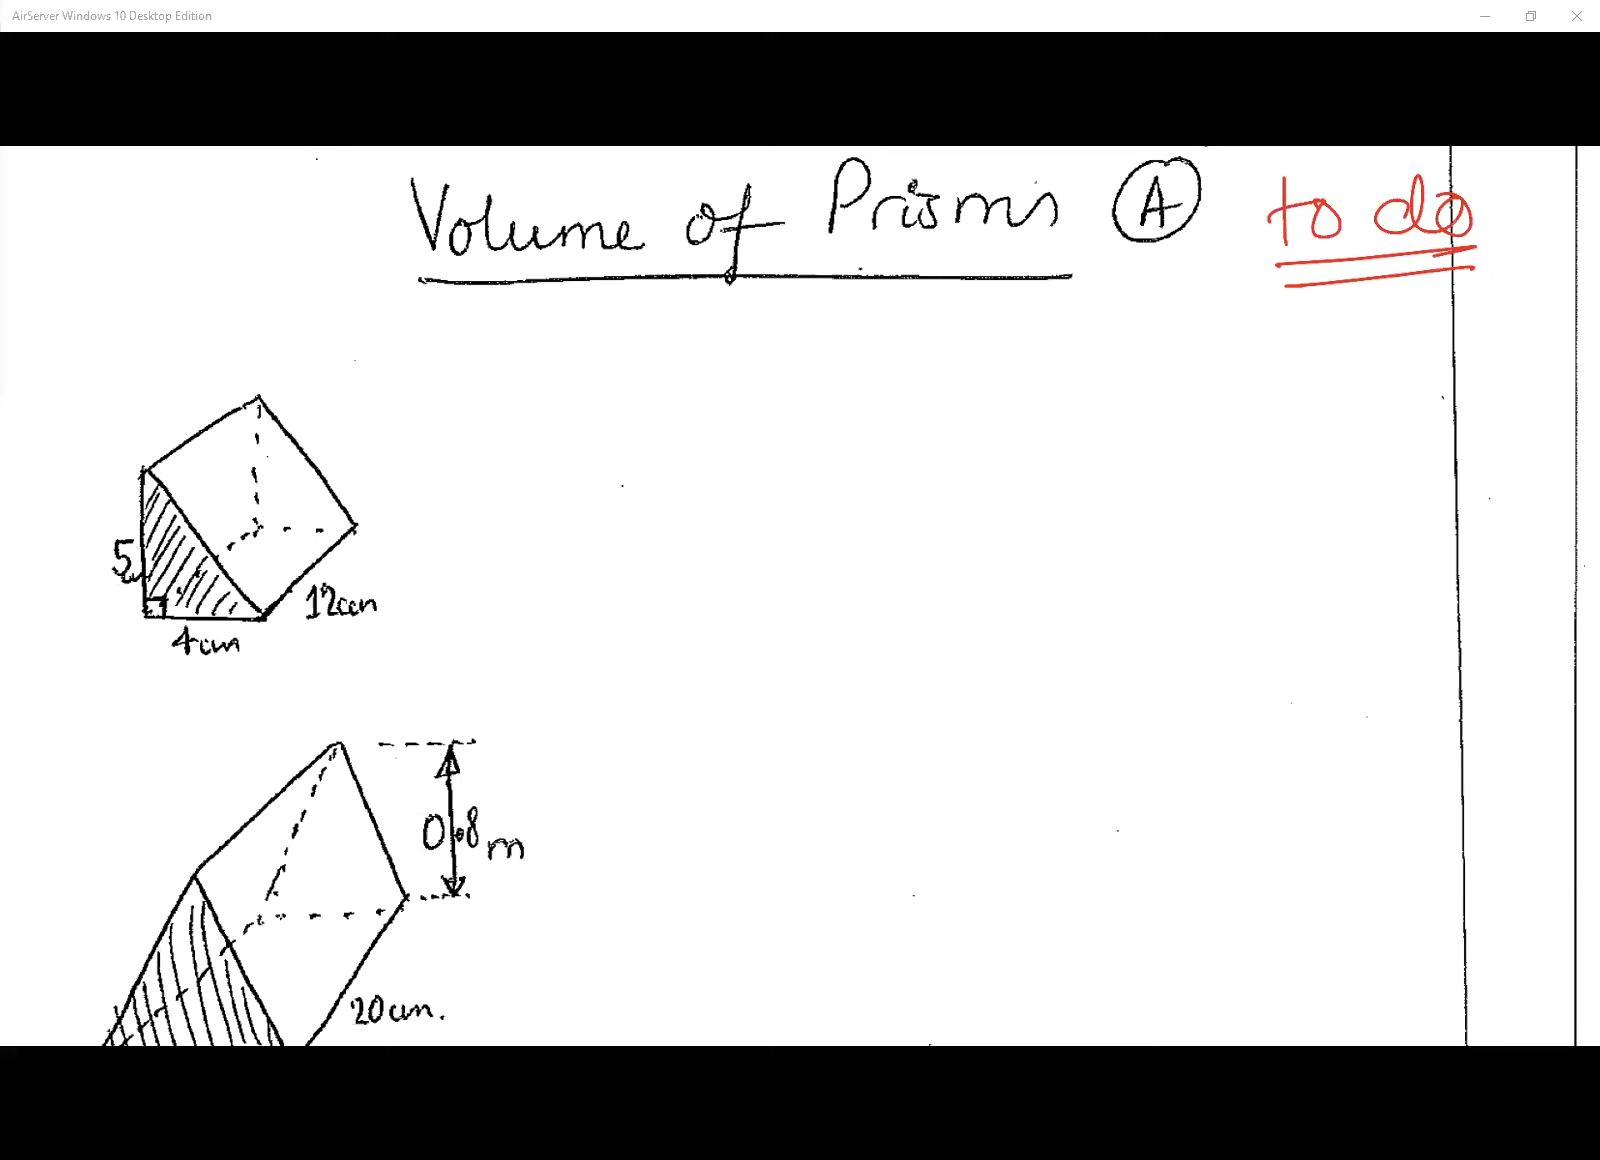 AirServer Windows 10 Desktop Edition
Volume of Prisms A to do
5
12cm
4cm
0.8m
20cm.